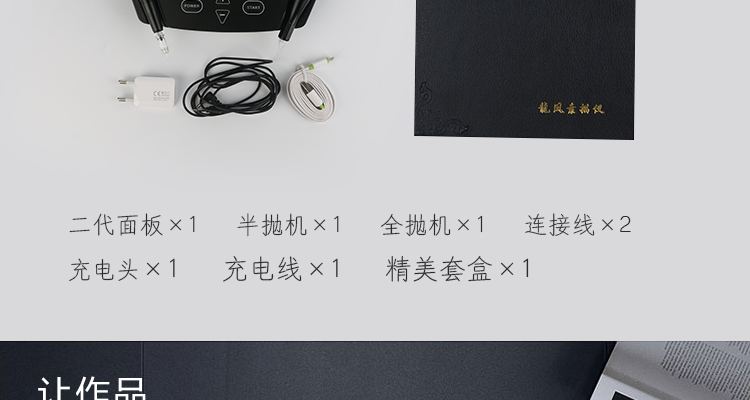 POWER START
龍凤景拋仪
二代面板×1 半抛机×1 全抛机×1 连接线×2
充电头×1 充电线×1 精美套盒×1
让作品